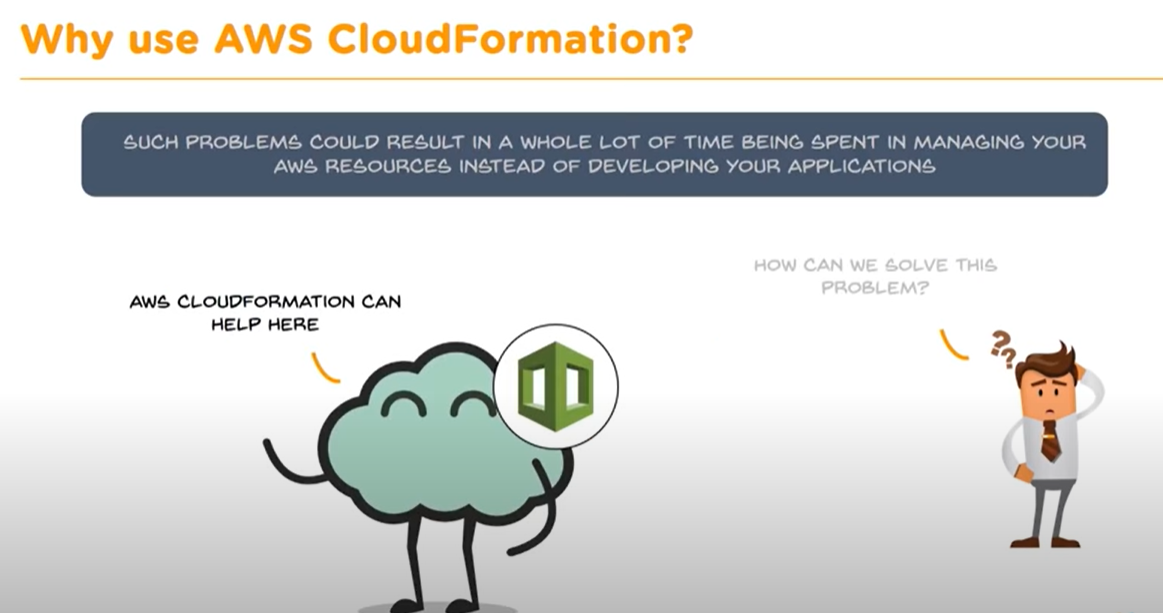 Why use AWS CloudFormation?
SUCH PROBLEMS COULD RESULT IN A WHOLE LOT OF TIME BEING SPENT IN MANAGING YOUR
AWS RESOURCES INSTEAD OF DEVELOPING YOUR APPLICATIONS
HOW CAN WE SOLVE THIS
PROBLEM?
AWS CLOUDFORMATION CAN
HELP HERE
??